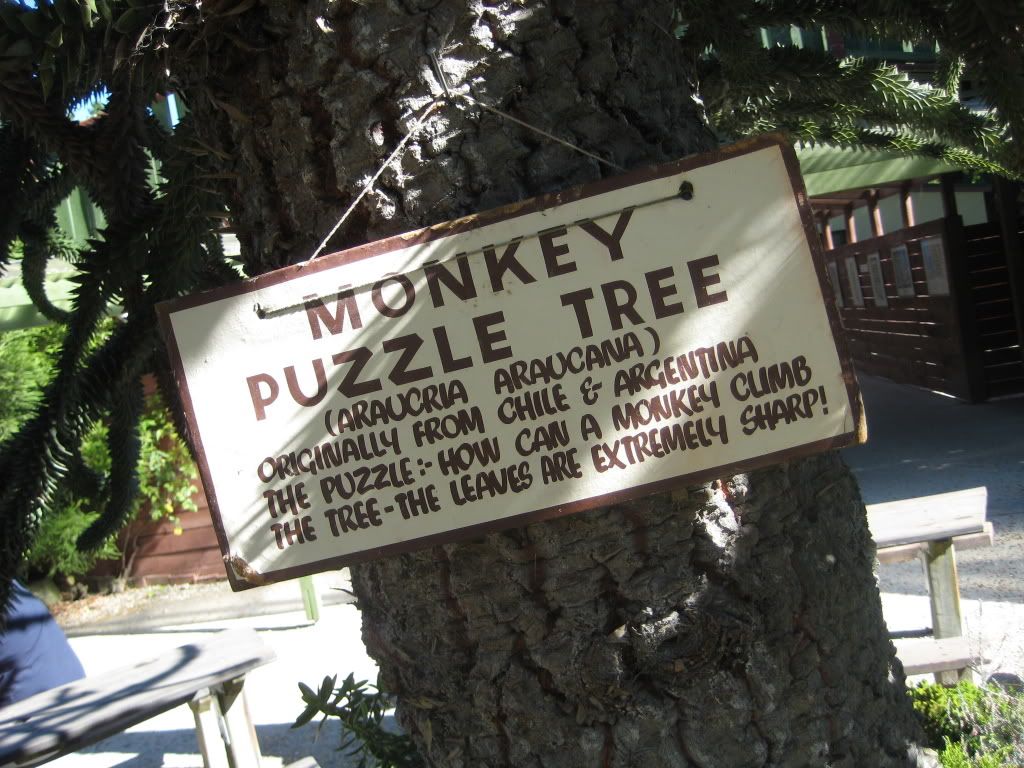 MONKEY
PUZZLE TREE
(ARAUCRIA ARAUCANA)
ORIGINALLY FROM CHILE & ARGENTINA
THE PUZZLE:- HOW CAN A MONKEY CLIMB
THE TREE - THE LEAVES ARE EXTREMELY SHARP!